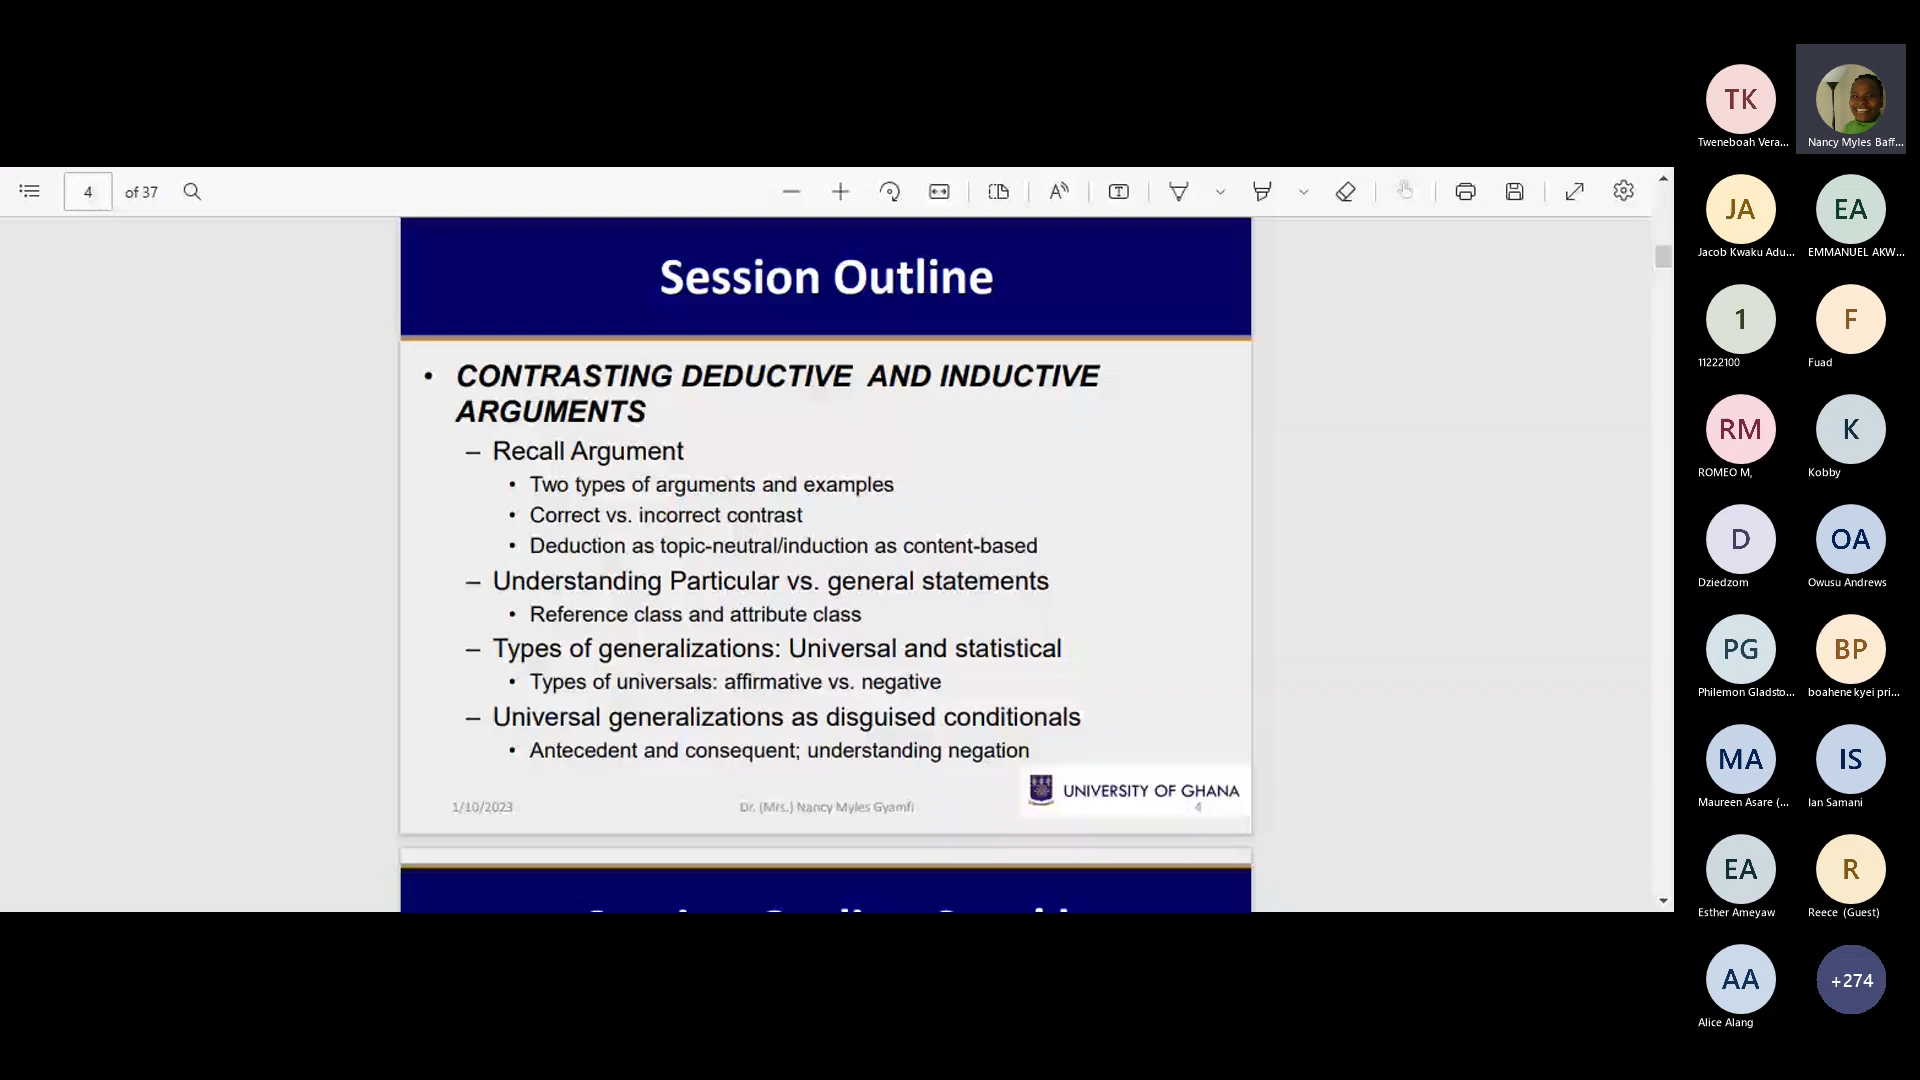 4 of 37
Session Outline
• CONTRASTING DEDUCTIVE AND INDUCTIVE
ARGUMENTS
– Recall Argument
• Two types of arguments and examples
• Correct vs. incorrect contrast
• Deduction as topic-neutral/induction as content-based
– Understanding Particular vs. general statements
• Reference class and attribute class
– Types of generalizations: Universal and statistical
• Types of universals: affirmative vs. negative
– Universal generalizations as disguised conditionals
• Antecedent and consequent; understanding negation
1/10/2023
Dr. (Mrs.) Nancy Myles Gyamfi
UNIVERSITY OF GHANA
4
TK
Tweneboah Vera...
Nancy Myles Baff...
JA
Jacob Kwaku Adu...
EA
EMMANUEL AKW...
1
11222100
F
Fuad
RM
ROMEO M,
K
Kobby
D
Dziedzom
OA
Owusu Andrews
PG
Philemon Gladsto...
BP
boahene kyei pri...
MA
Maureen Asare (...
IS
Ian Samani
EA
Esther Ameyaw
R
Reece (Guest)
AA
Alice Alang
+274